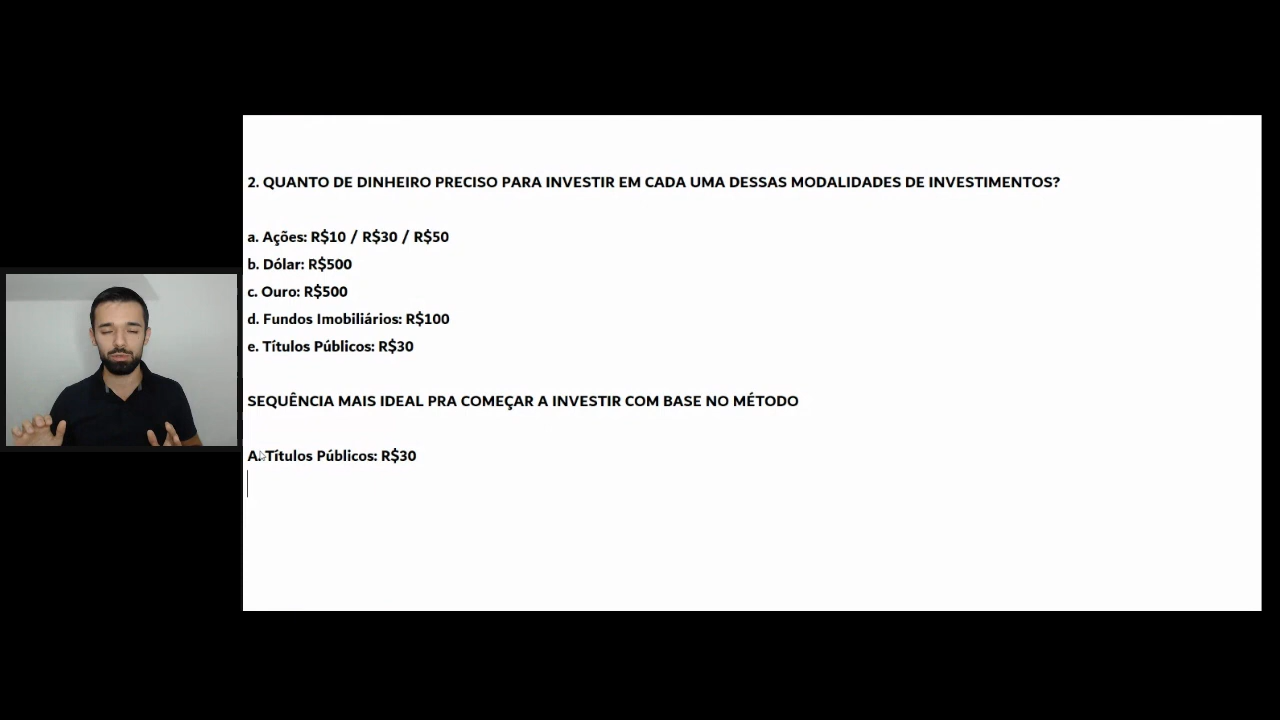 2. QUANTO DE DINHEIRO PRECISO PARA INVESTIR EM CADA UMA DESSAS MODALIDADES DE INVESTIMENTOS?
a. Ações: R$10 / R$30 / R$50
b. Dólar: R$500
c. Ouro: R$500
d. Fundos Imobiliários: R$100
e. Títulos Públicos: R$30
SEQUÊNCIA MAIS IDEAL PRA COMEÇAR A INVESTIR COM BASE NO MÉTODO
A. Títulos Públicos: R$30